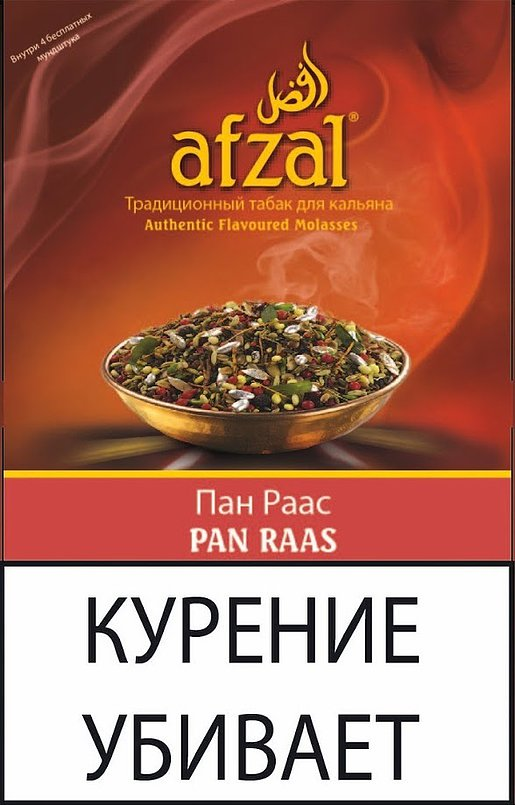 Внутри 4 бесплатных
мундштука
افضل
afzal®
Традиционный табак для кальяна
Authentic Flavoured Molasses
Пан Раас
PAN RAAS
КУРЕНИЕ
УБИВАЕТ